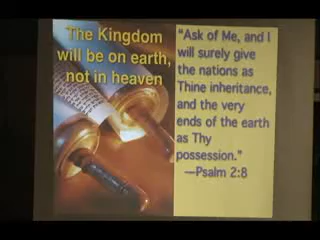 The Kingdom
will be on earth,
not in heaven
"Ask of Me, and I
will surely give
the nations as
Thine inheritance,
and the very
ends of the earth
as Thy
possession."
—Psalm 2:8